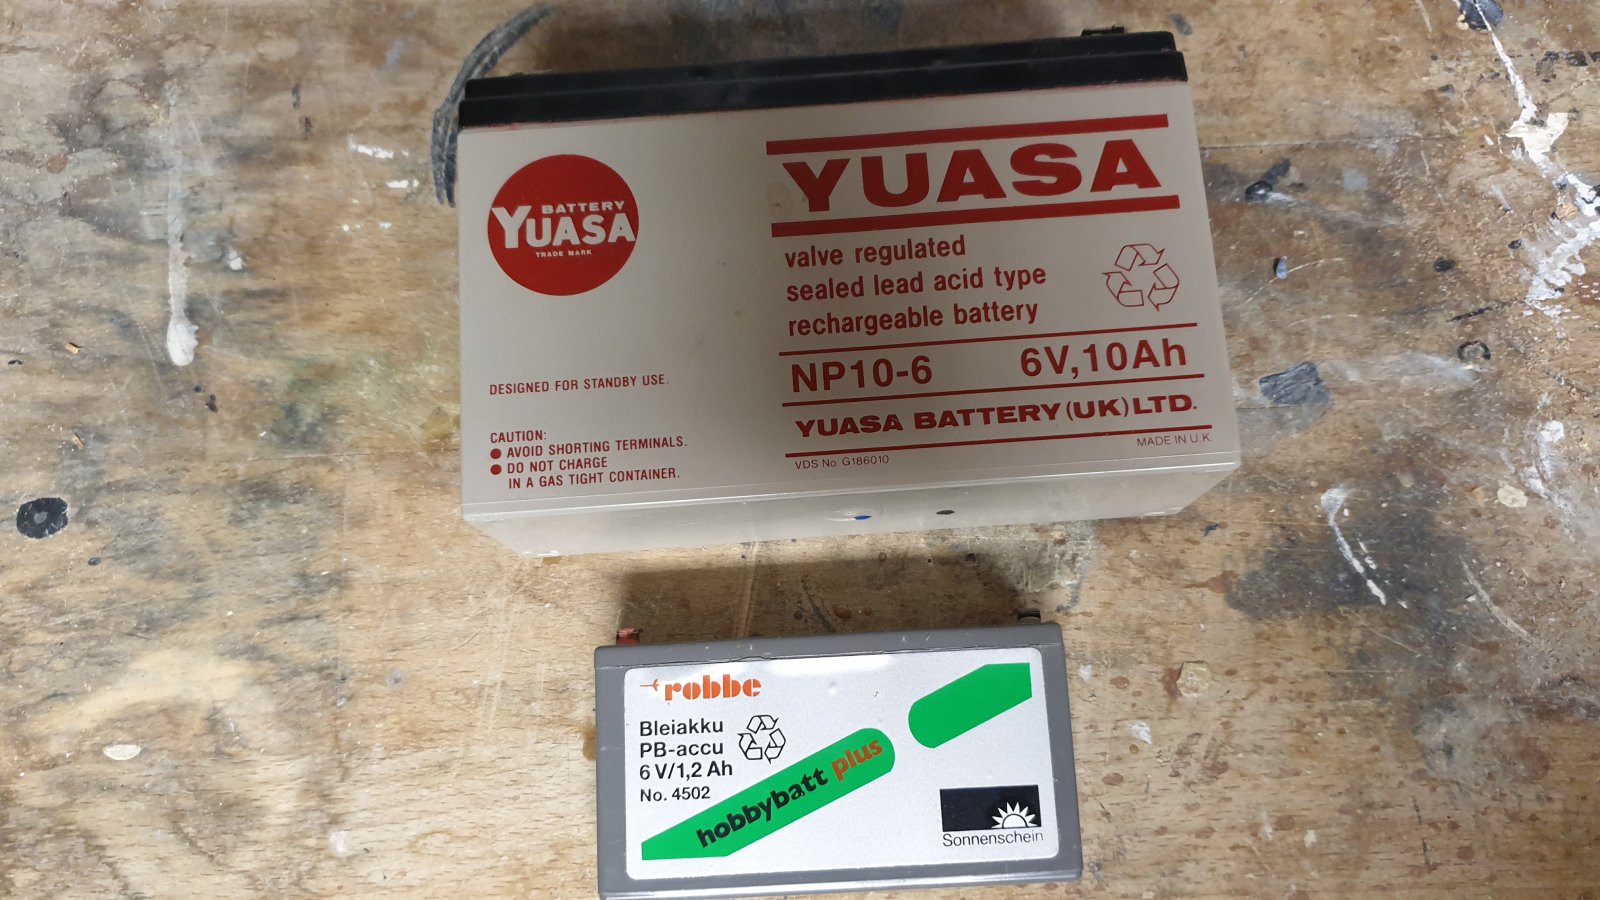 BATTERY
YUASA
TRADE MARK
DESIGNED FOR STANDBY USE.
CAUTION:
● AVOID SHORTING TERMINALS.
● DO NOT CHARGE
IN A GAS TIGHT CONTAINER.
YUASA
valve regulated
sealed lead acid type
rechargeable battery
NP10-6 6V,10Ah
YUASA BATTERY (UK) LTD.
VDS No. G186010 MADE IN U.K.
robbe
Bleiakku
PB-accu
6 V/1,2 Ah
No. 4502
hobbybatt plus
Sonnenschein